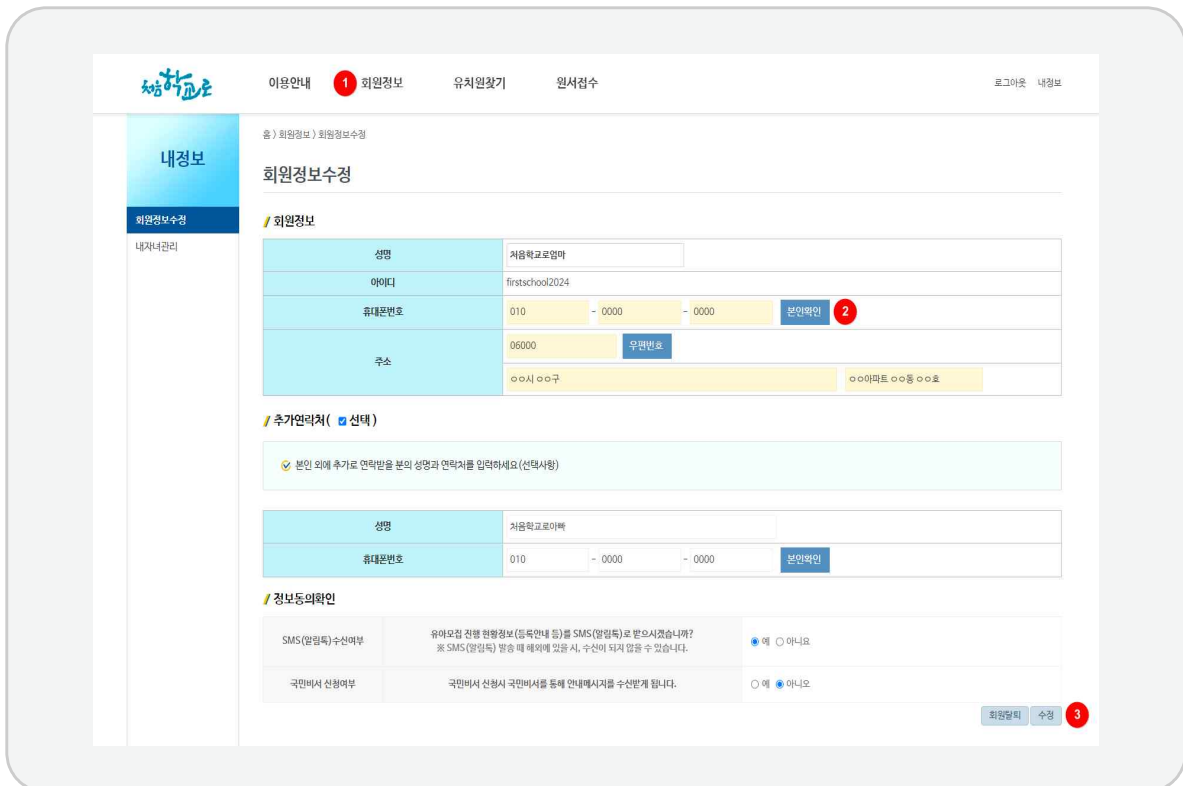 처음학교로
이용안내 1 회원정보 유치원찾기 원서접수 로그아웃 내정보
내정보
회원정보수정
내자녀관리
홈 〉 회원정보 〉 회원정보수정
회원정보수정
회원정보
성명 처음학교로엄마
아이디 firstschool2024
휴대폰번호 010 - 0000 - 0000 본인확인 2
주소 06000 우편번호
ㅇㅇ시 ㅇㅇ구 ㅇㅇ아파트 ㅇㅇ동 ㅇㅇ호
추가연락처( 선택 )
본인 외에 추가로 연락받을 분의 성명과 연락처를 입력하세요(선택사항)
성명 처음학교로아빠
휴대폰번호 010 - 0000 - 0000 본인확인
정보동의확인
SMS(알림톡)수신여부 유아모집 진행 현황정보(등록안내 등)를 SMS(알림톡)로 받으시겠습니까? 예 아니요
※ SMS(알림톡) 발송 때 해외에 있을 시, 수신이 되지 않을 수 있습니다.
국민비서 신청여부 국민비서 신청시 국민비서를 통해 안내메시지를 수신받게 됩니다. 예 아니오
회원탈퇴 수정 3